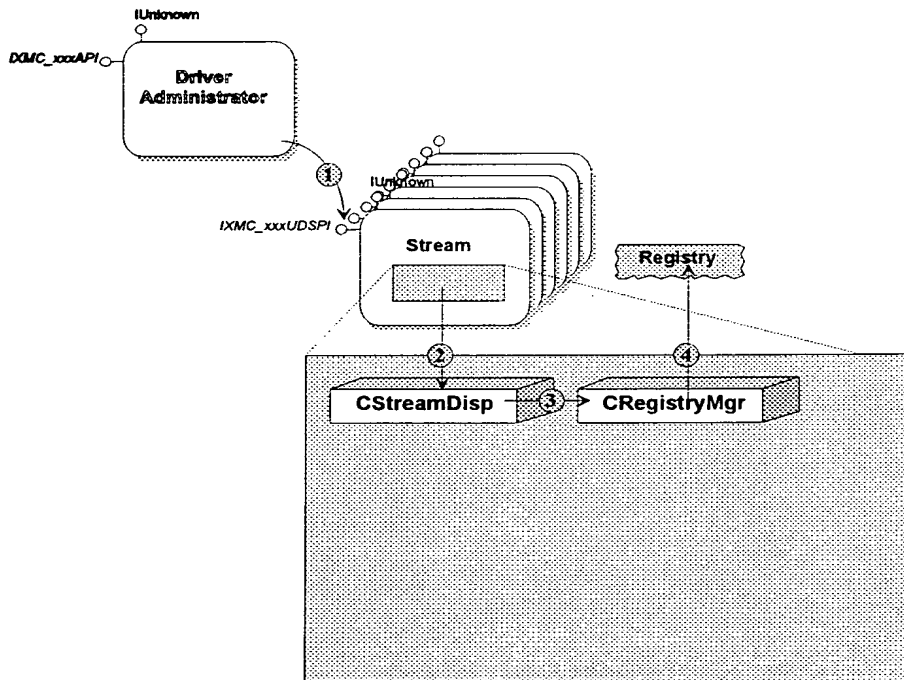 IUnknown
IXMC_xxxAPI
Driver
Administrator
1
IUnknown
IXMC_xxxUDSPI
Stream
Registry
2
4
CStreamDisp
3
CRegistryMgr